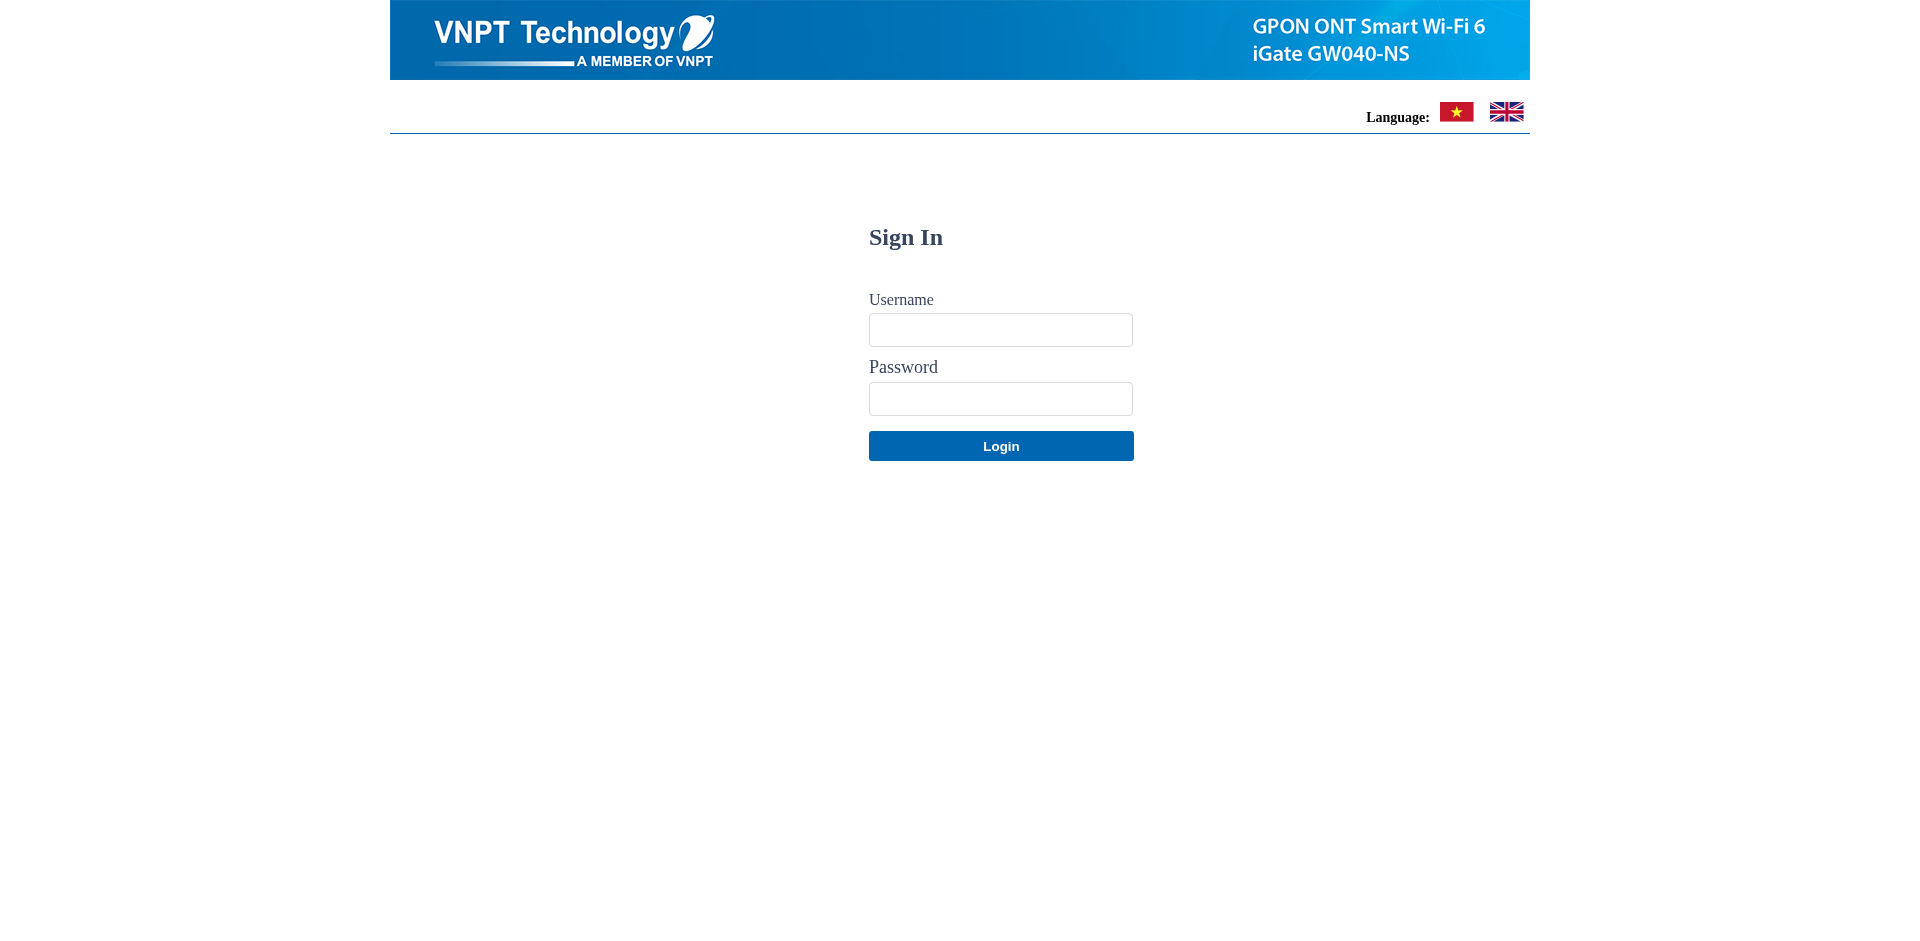 VNPT Technology
A MEMBER OF VNPT
GPON ONT Smart Wi-Fi 6
iGate GW040-NS
Language:
Sign In
Username
Password
Login